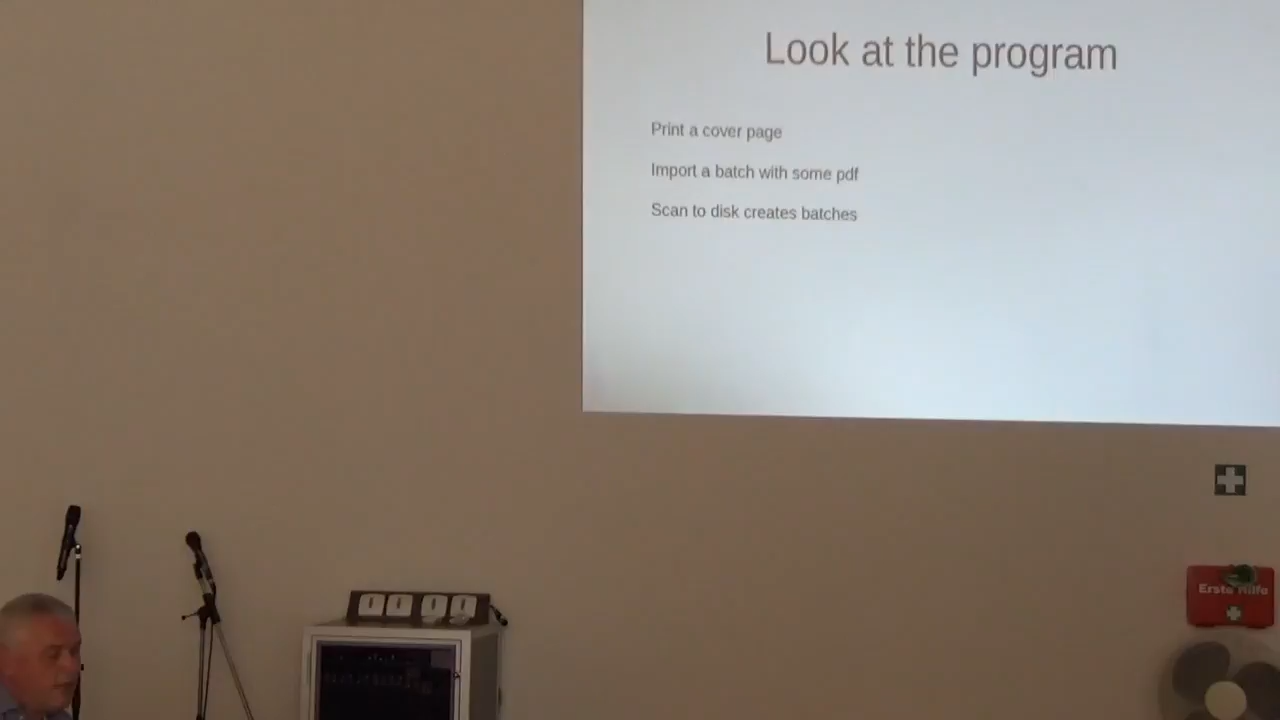 Look at the program
Print a cover page
Import a batch with some pdf
Scan to disk creates batches
Erste Hilfe